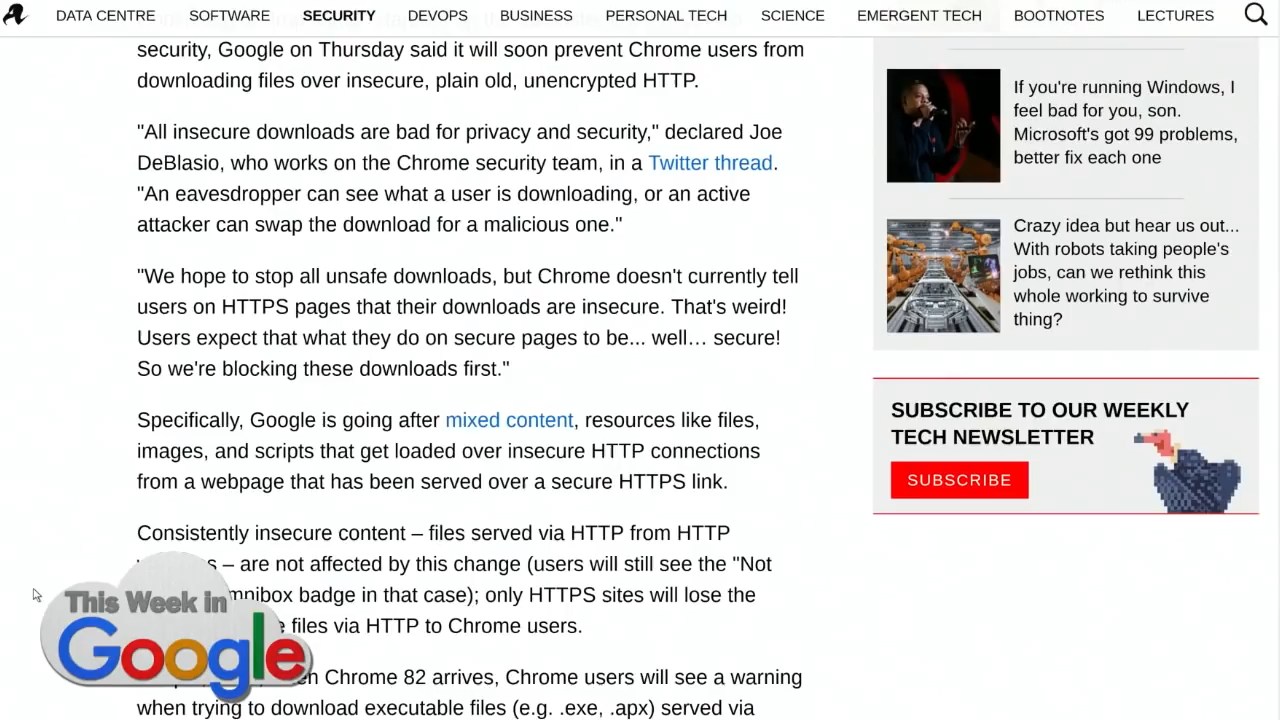 DATA CENTRE SOFTWARE SECURITY DEVOPS BUSINESS PERSONAL TECH SCIENCE EMERGENT TECH BOOTNOTES LECTURES
security, Google on Thursday said it will soon prevent Chrome users from
downloading files over insecure, plain old, unencrypted HTTP.
"All insecure downloads are bad for privacy and security," declared Joe
DeBlasio, who works on the Chrome security team, in a Twitter thread.
"An eavesdropper can see what a user is downloading, or an active
attacker can swap the download for a malicious one."
"We hope to stop all unsafe downloads, but Chrome doesn't currently tell
users on HTTPS pages that their downloads are insecure. That's weird!
Users expect that what they do on secure pages to be... well... secure!
So we're blocking these downloads first."
Specifically, Google is going after mixed content, resources like files,
images, and scripts that get loaded over insecure HTTP connections
from a webpage that has been served over a secure HTTPS link.
Consistently insecure content – files served via HTTP from HTTP
– are not affected by this change (users will still see the "Not
omnibox badge in that case); only HTTPS sites will lose the
files via HTTP to Chrome users.
Chrome 82 arrives, Chrome users will see a warning
when trying to download executable files (e.g. .exe, .apx) served via
This Week in
Google
If you're running Windows, I
feel bad for you, son.
Microsoft's got 99 problems,
better fix each one
Crazy idea but hear us out...
With robots taking people's
jobs, can we rethink this
whole working to survive
thing?
SUBSCRIBE TO OUR WEEKLY
TECH NEWSLETTER
SUBSCRIBE